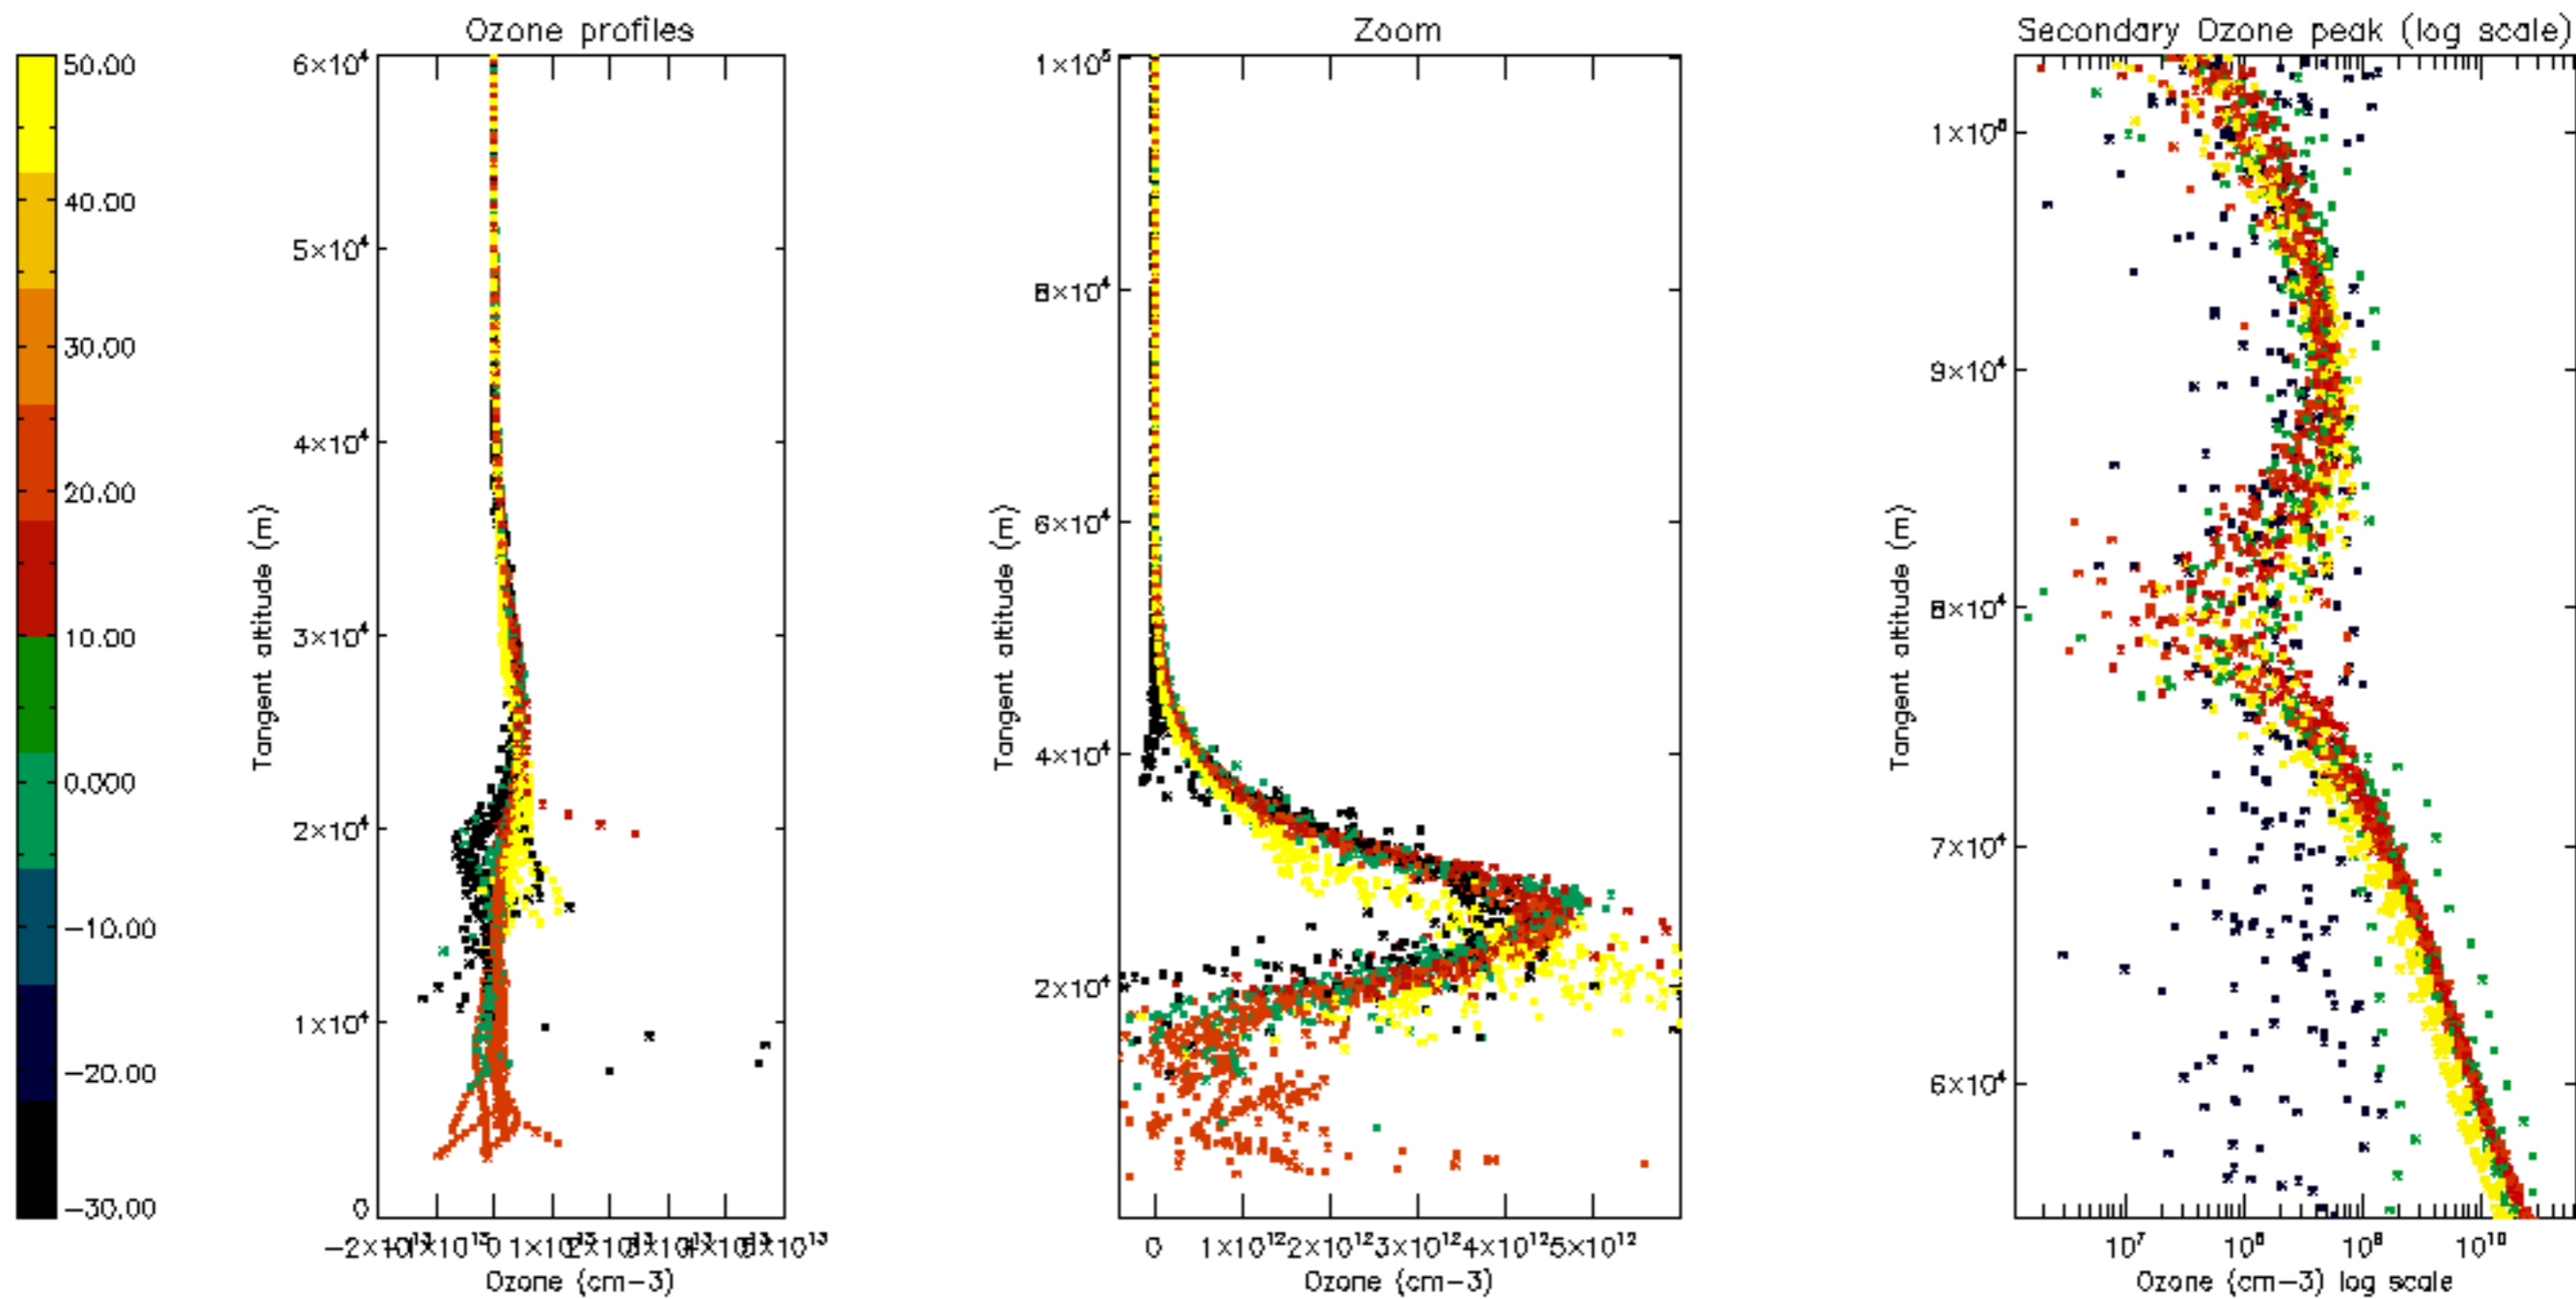 Ozone profiles
Zoom
Secondary Ozone peak (log scale)
50.00
40.00
30.00
20.00
10.00
0.000
−10.00
−20.00
−30.00
6×10⁴
5×10⁴
4×10⁴
3×10⁴
2×10⁴
1×10⁴
0
Tangent altitude (m)
0
Ozone (cm−3)
1×10⁵
8×10⁴
6×10⁴
4×10⁴
2×10⁴
Tangent altitude (m)
0 1×10¹² 2×10¹² 3×10¹² 4×10¹² 5×10¹²
Ozone (cm−3)
9×10⁴
8×10⁴
7×10⁴
6×10⁴
Tangent altitude (m)
10⁷ 10⁸ 10⁹ 10¹⁰
Ozone (cm−3) log scale